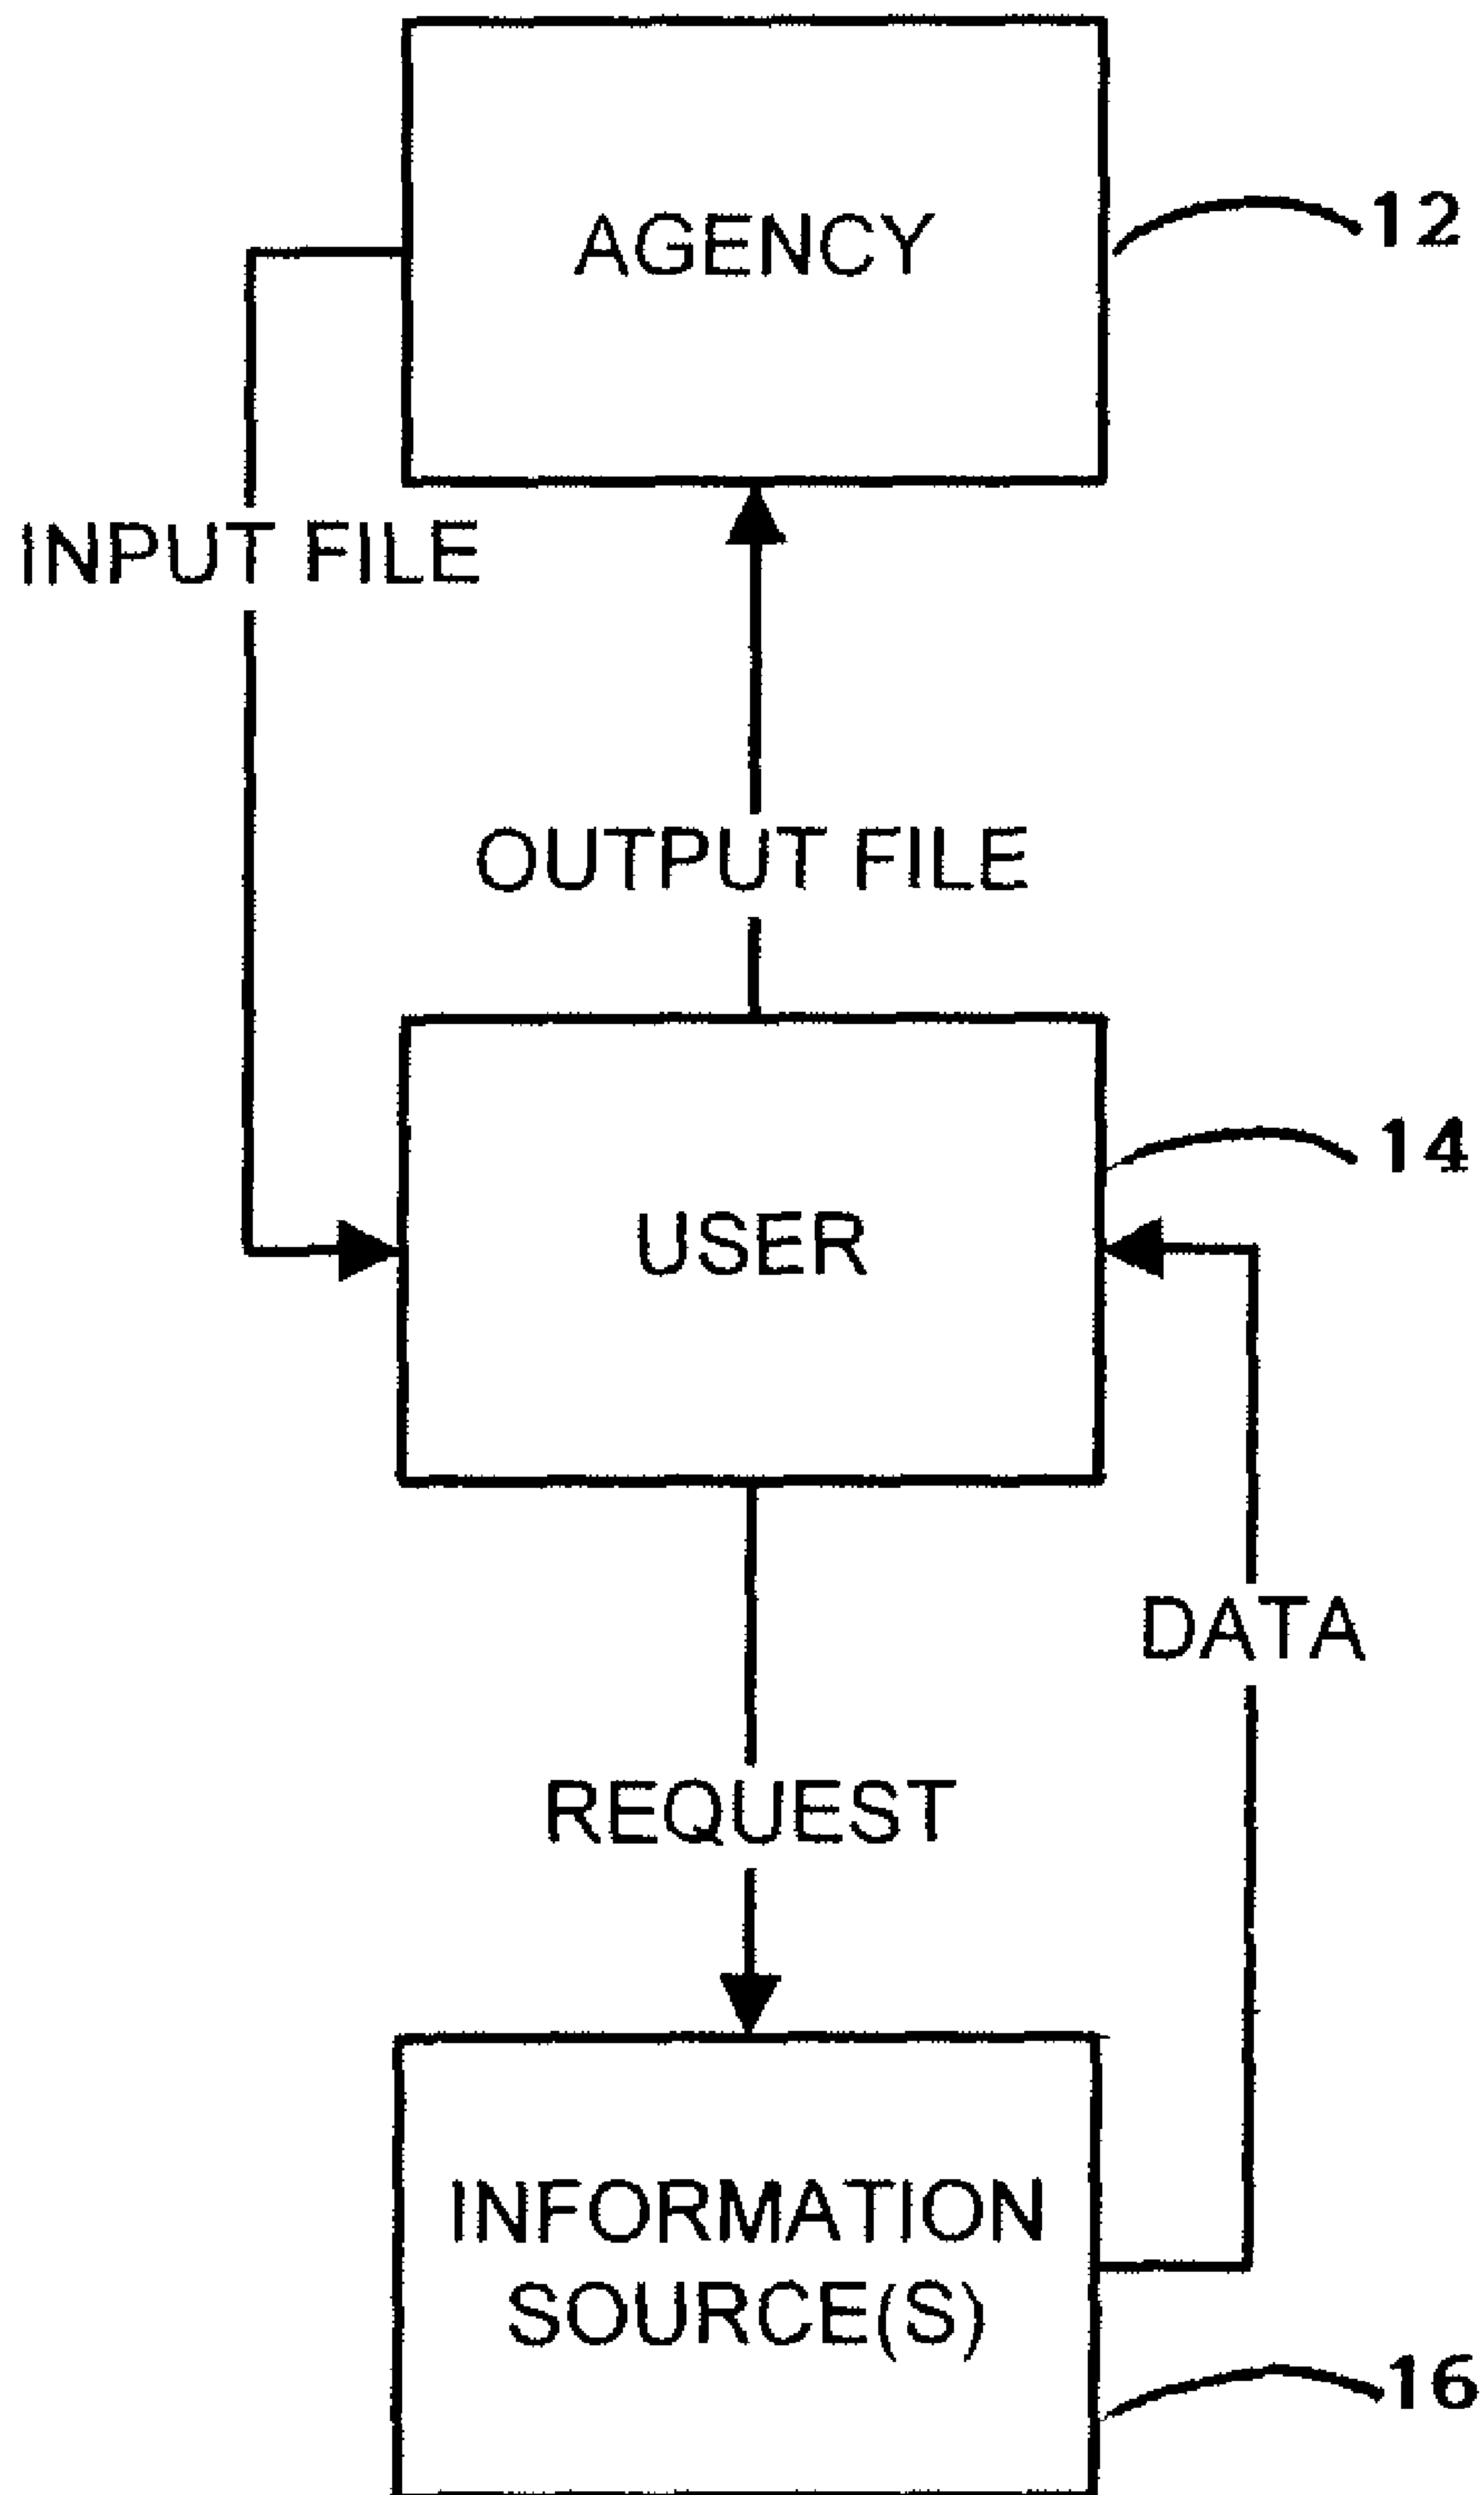 AGENCY
12
INPUT FILE
OUTPUT FILE
14
USER
DATA
REQUEST
INFORMATION
SOURCE(S)
16